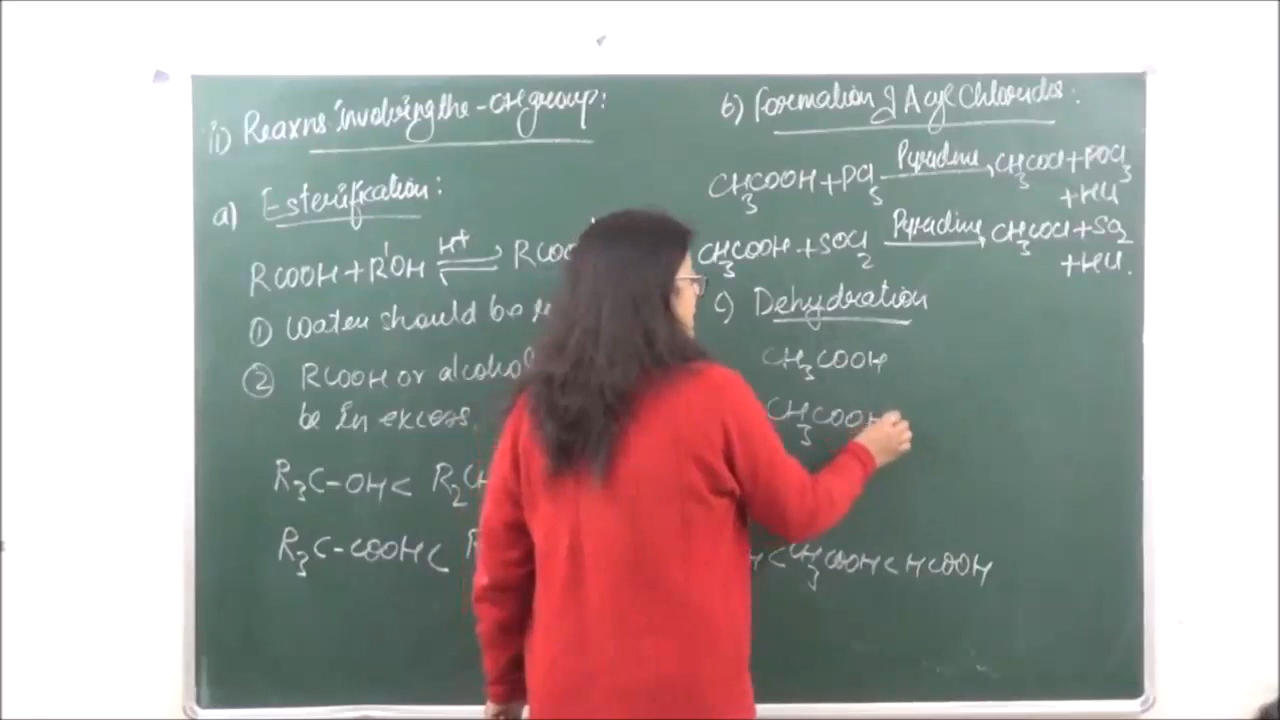 ii) Reaxns involving the -OH group:
a) Esterification:
RCOOH + R'OH ⇌ H+ RCOO
① Water should be
② RCOOH or alcohol
be in excess.
R3C-OH < R2CH
R3C-COOH <
b) Formation of Acyl Chlorides:
CH3COOH + PCl5 Pyridine → CH3COCl + POCl3
+ HCl
CH3COOH + SOCl2 Pyridine → CH3COCl + SO2
+ HCl.
c) Dehydration
CH3COOH
CH3COOH
< CH3COOH < HCOOH